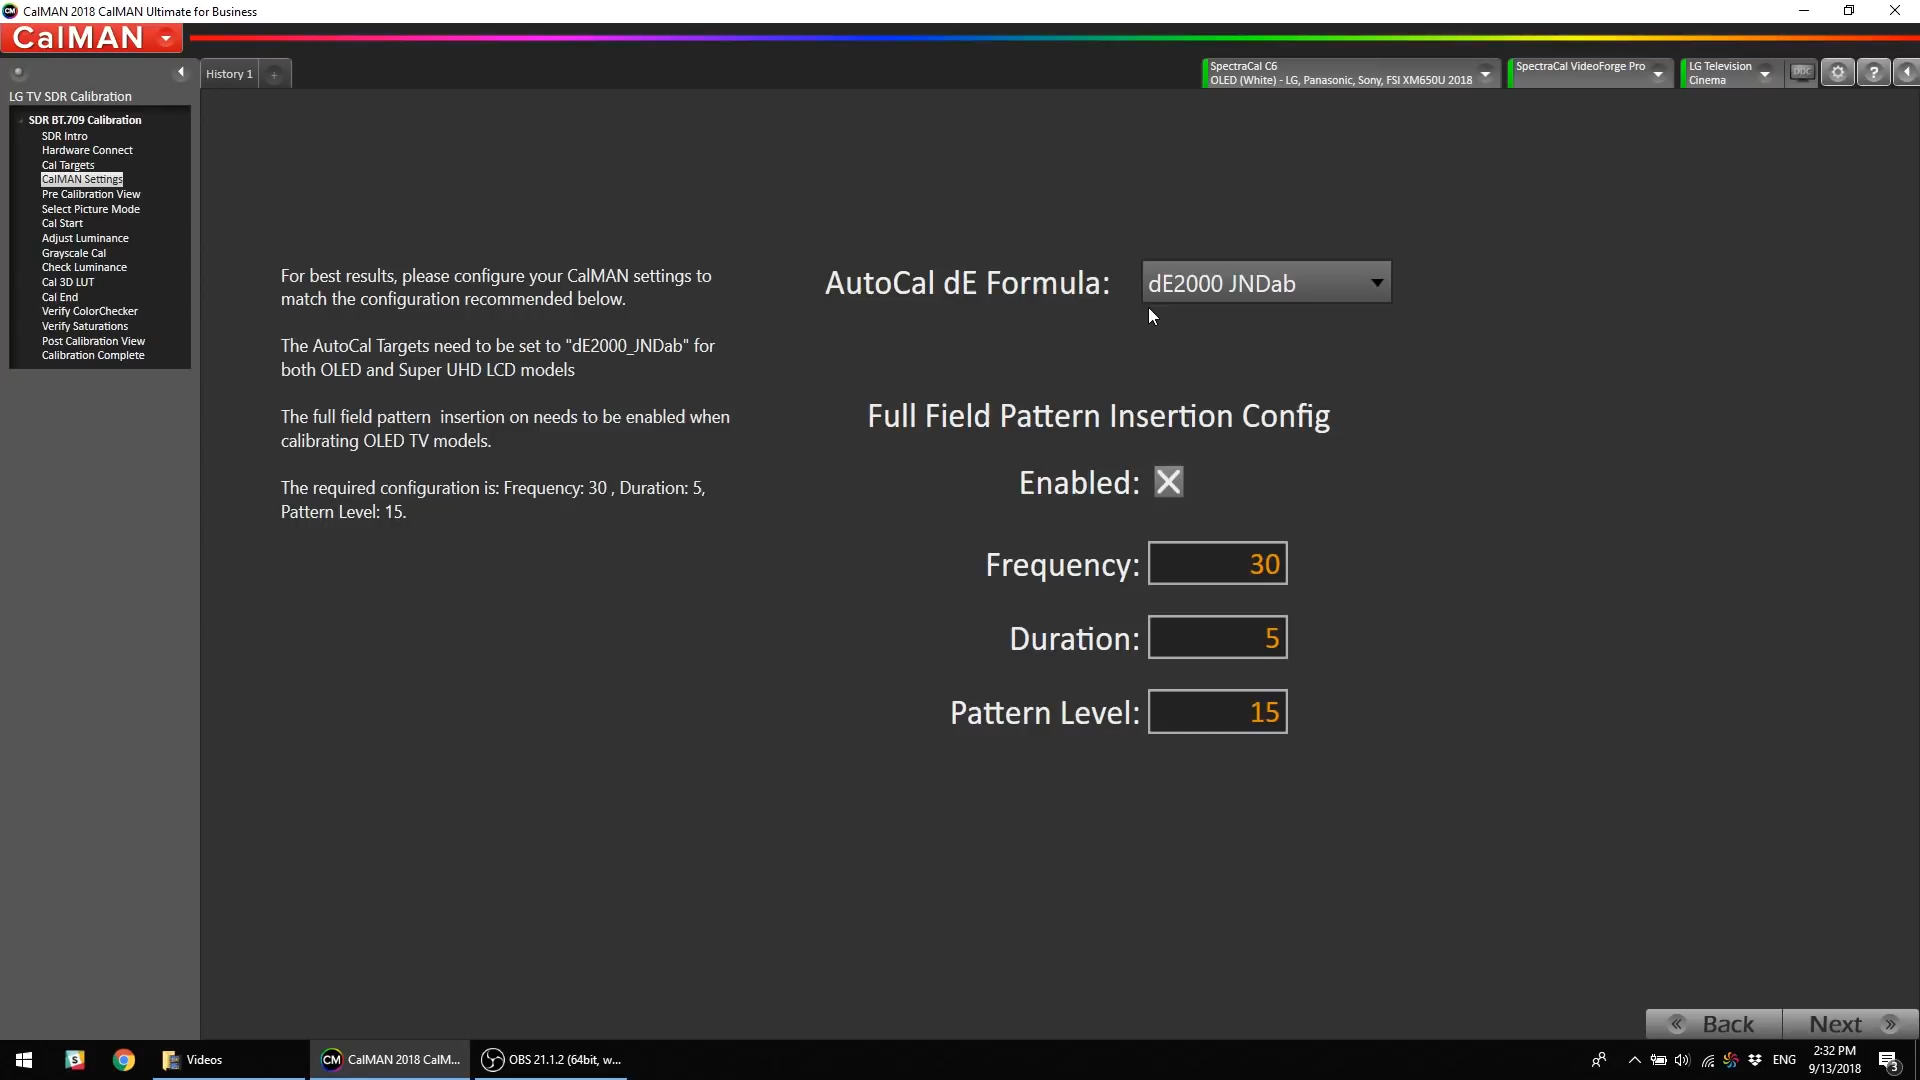 CM CalMAN 2018 CalMAN Ultimate for Business
CalMAN
History 1
+
SpectraCal C6
OLED (White) - LG, Panasonic, Sony, FSI XM650U 2018
SpectraCal VideoForge Pro
LG Television
Cinema
DDC
?
LG TV SDR Calibration
SDR BT.709 Calibration
SDR Intro
Hardware Connect
Cal Targets
CalMAN Settings
Pre Calibration View
Select Picture Mode
Cal Start
Adjust Luminance
Grayscale Cal
Check Luminance
Cal 3D LUT
Cal End
Verify ColorChecker
Verify Saturations
Post Calibration View
Calibration Complete
For best results, please configure your CalMAN settings to
match the configuration recommended below.
The AutoCal Targets need to be set to "dE2000_JNDab" for
both OLED and Super UHD LCD models
The full field pattern  insertion on needs to be enabled when
calibrating OLED TV models.
The required configuration is: Frequency: 30 , Duration: 5,
Pattern Level: 15.
AutoCal dE Formula: dE2000 JNDab
Full Field Pattern Insertion Config
Enabled:
Frequency: 30
Duration: 5
Pattern Level: 15
« Back
Next »
S
Videos
CM CalMAN 2018 CalM...
OBS 21.1.2 (64bit, w...
ENG
2:32 PM
9/13/2018
3